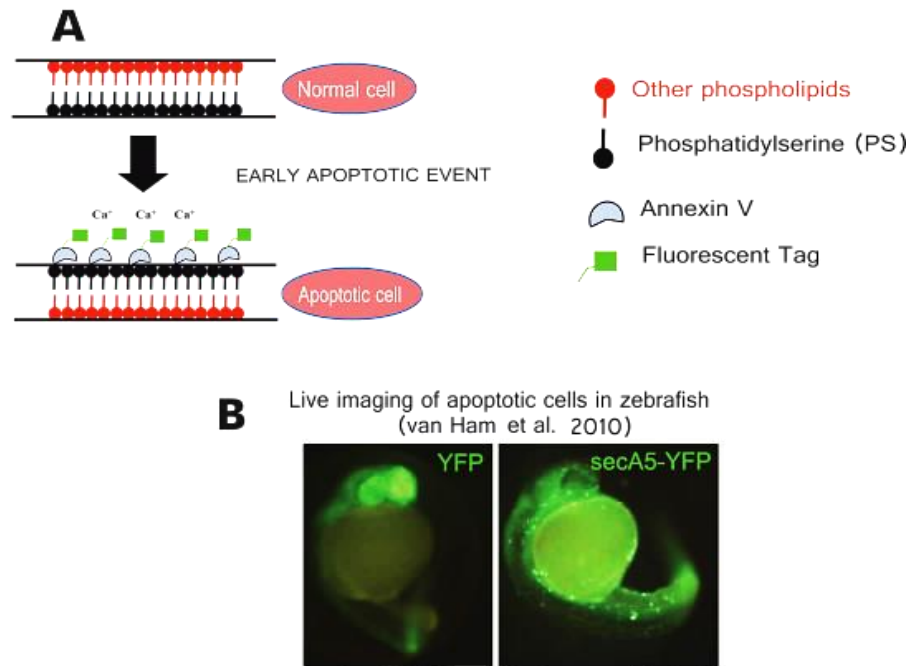 A
Normal cell
EARLY APOPTOTIC EVENT
Ca⁺ Ca⁺ Ca⁺
Apoptotic cell
Other phospholipids
Phosphatidylserine (PS)
Annexin V
Fluorescent Tag
B
Live imaging of apoptotic cells in zebrafish
(van Ham et al. 2010)
YFP
secA5-YFP